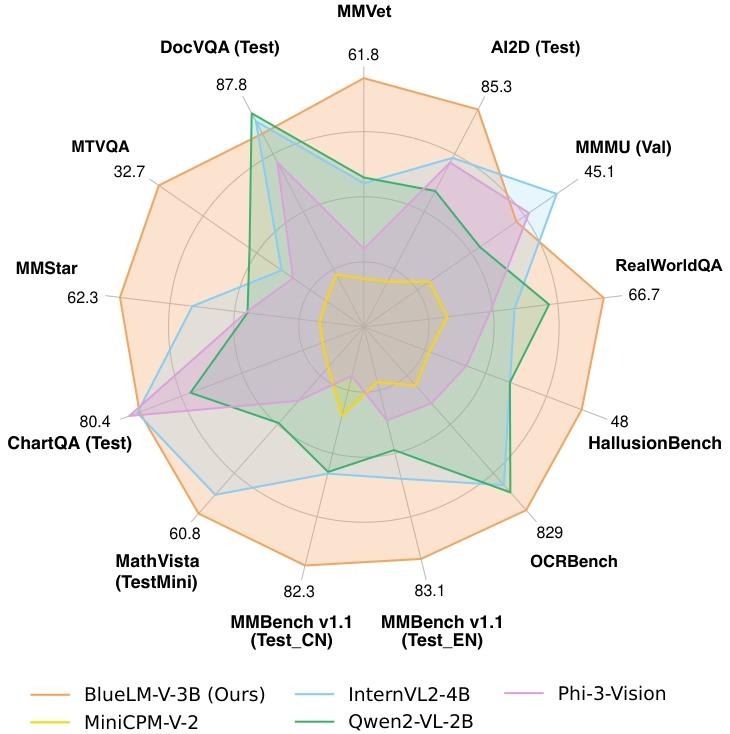 MMVet
61.8
DocVQA (Test)
87.8
AI2D (Test)
85.3
MTVQA
32.7
MMMU (Val)
45.1
MMStar
62.3
RealWorldQA
66.7
80.4
ChartQA (Test)
48
HallusionBench
60.8
MathVista
(TestMini)
829
OCRBench
82.3
MMBench v1.1
(Test_CN)
83.1
MMBench v1.1
(Test_EN)
BlueLM-V-3B (Ours)
InternVL2-4B
Phi-3-Vision
MiniCPM-V-2
Qwen2-VL-2B